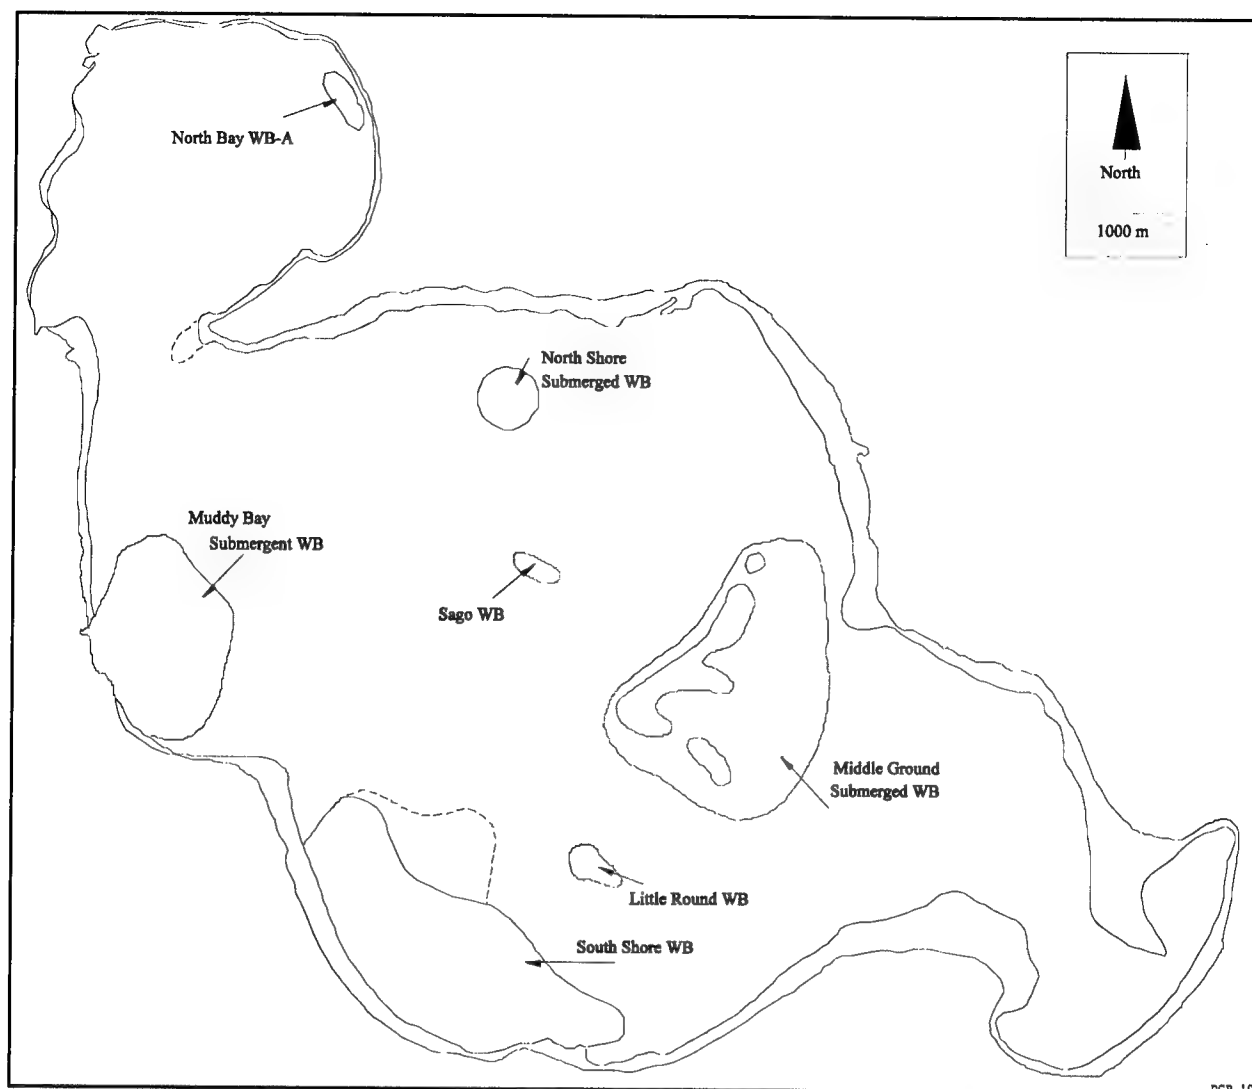 North Bay WB-A
North
1000 m
North Shore
Submerged WB
Muddy Bay
Submergent WB
Sago WB
Middle Ground
Submerged WB
Little Round WB
South Shore WB